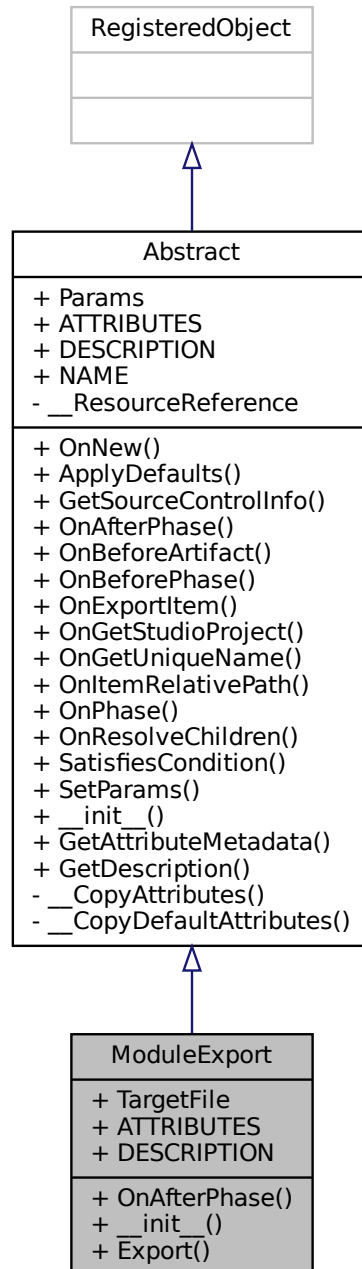 RegisteredObject
Abstract
+ Params
+ ATTRIBUTES
+ DESCRIPTION
+ NAME
- __ResourceReference
+ OnNew()
+ ApplyDefaults()
+ GetSourceControlInfo()
+ OnAfterPhase()
+ OnBeforeArtifact()
+ OnBeforePhase()
+ OnExportItem()
+ OnGetStudioProject()
+ OnGetUniqueName()
+ OnItemRelativePath()
+ OnPhase()
+ OnResolveChildren()
+ SatisfiesCondition()
+ SetParams()
+ __init__()
+ GetAttributeMetadata()
+ GetDescription()
- __CopyAttributes()
- __CopyDefaultAttributes()
ModuleExport
+ TargetFile
+ ATTRIBUTES
+ DESCRIPTION
+ OnAfterPhase()
+ __init__()
+ Export()